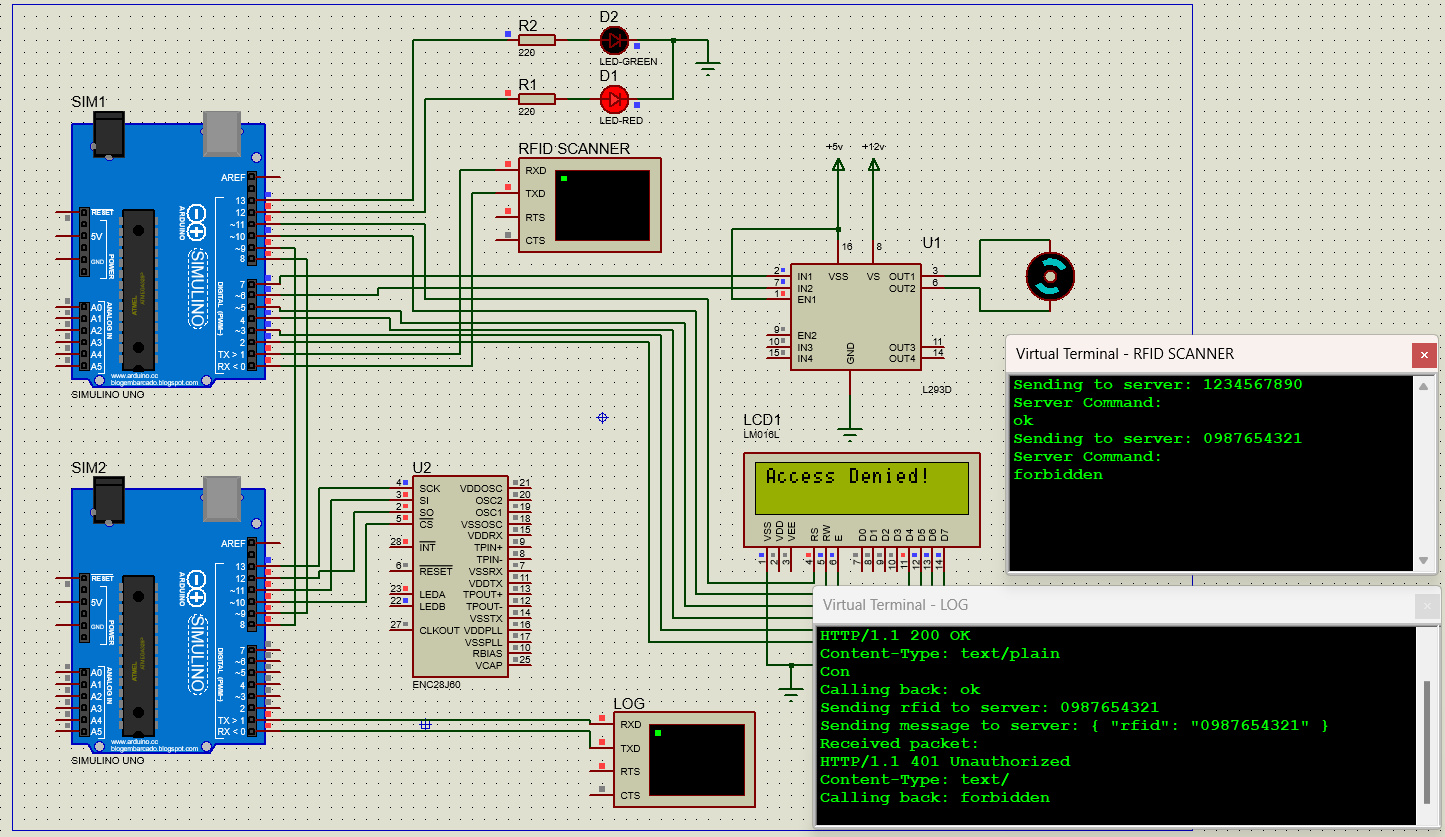 R2
220
D2
LED-GREEN
R1
220
D1
LED-RED
SIM1
AREF
13
12
~11
~10
~9
8
7
~6
~5
4
~3
2
TX > 1
RX < 0
RESET
5V
GND
POWER
A0
A1
A2
A3
A4
A5
ANALOG IN
ATMEL
ARDUINO
SIMULINO
DIGITAL (PWM~)
www.arduino.cc
blogembarcado.blogspot.com
SIMULINO UNO
RFID SCANNER
RXD
TXD
RTS
CTS
+5v
+12v
U1
16
8
2
7
1
IN1
IN2
EN1
VSS
VS
OUT1
OUT2
3
6
9
10
15
EN2
IN3
IN4
GND
OUT3
OUT4
11
14
L293D
Virtual Terminal - RFID SCANNER
Sending to server: 1234567890
Server Command:
ok
Sending to server: 0987654321
Server Command:
forbidden
LCD1
LM016L
Access Denied!
VSS
VDD
VEE
RS
RW
E
D0
D1
D2
D3
D4
D5
D6
D7
1
2
3
4
5
6
7
8
9
10
11
12
13
14
SIM2
AREF
13
12
~11
~10
~9
8
7
~6
~5
4
~3
2
TX > 1
RX < 0
RESET
5V
GND
POWER
A0
A1
A2
A3
A4
A5
ANALOG IN
ATMEL
ARDUINO
SIMULINO
DIGITAL (PWM~)
www.arduino.cc
blogembarcado.blogspot.com
SIMULINO UNO
U2
4 SCK VDDOSC 21
3 SI OSC2 20
2 SO OSC1 19
5 CS VSSOSC 18
VDDRX 15
28 INT TPIN+ 9
TPIN- 8
6 RESET VSSRX 7
VDDTX 11
23 LEDA TPOUT+ 13
22 LEDB TPOUT- 12
VSSTX 14
27 CLKOUT VDDPLL 16
VSSPLL 17
RBIAS 10
VCAP 25
ENC28J60
LOG
RXD
TXD
RTS
CTS
Virtual Terminal - LOG
HTTP/1.1 200 OK
Content-Type: text/plain
Con
Calling back: ok
Sending rfid to server: 0987654321
Sending message to server: { "rfid": "0987654321" }
Received packet:
HTTP/1.1 401 Unauthorized
Content-Type: text/
Calling back: forbidden